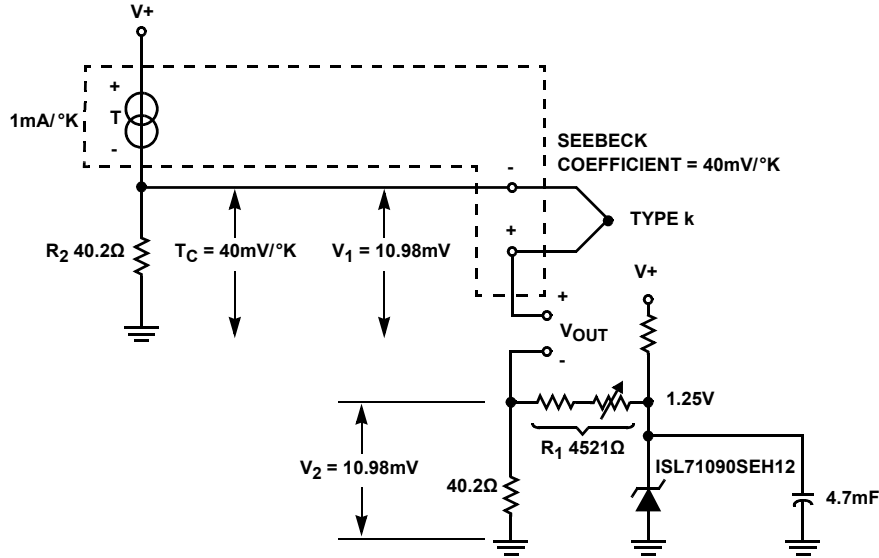 V+
+
T
-
1mA/°K
SEEBECK
COEFFICIENT = 40mV/°K
-
+
TYPE k
R2 40.2Ω
TC = 40mV/°K
V1 = 10.98mV
V+
+
VOUT
-
1.25V
R1 4521Ω
V2 = 10.98mV
40.2Ω
ISL71090SEH12
4.7mF